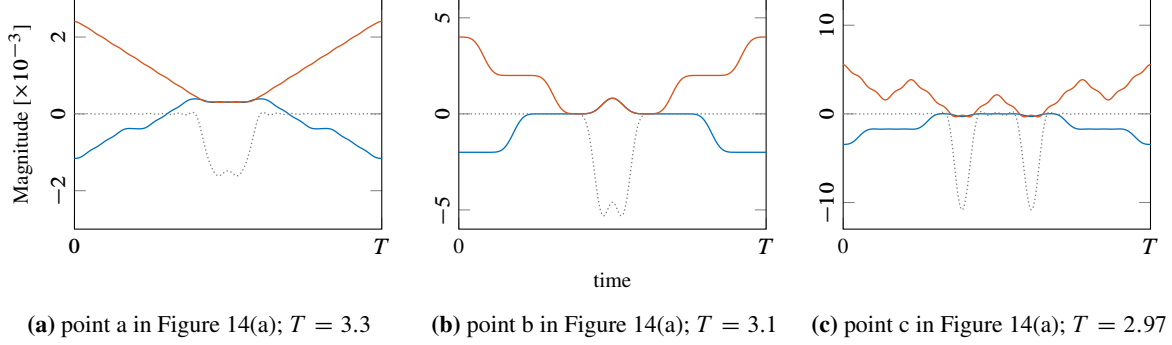 Magnitude [×10⁻³]
2
0
−2
0
T
5
0
−5
0
T
10
0
−10
0
T
time
(a) point a in Figure 14(a); T = 3.3
(b) point b in Figure 14(a); T = 3.1
(c) point c in Figure 14(a); T = 2.97